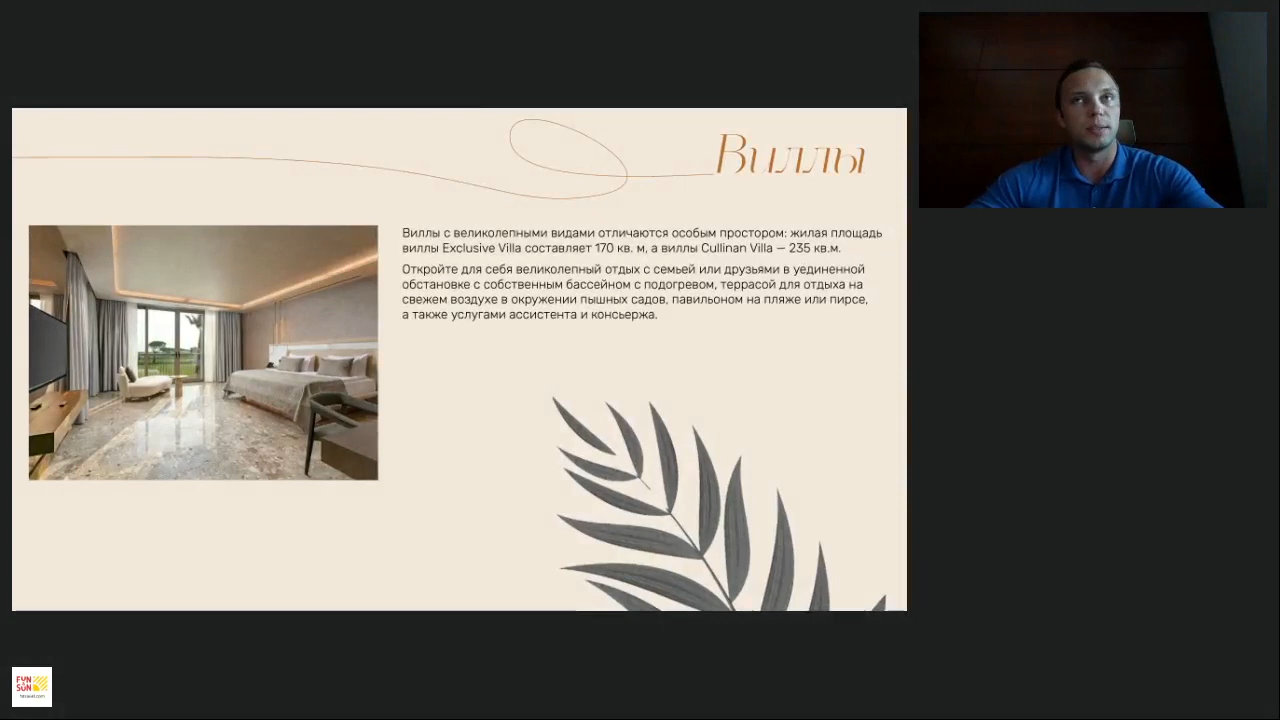 Виллы
Виллы с великолепными видами отличаются особым простором: жилая площадь
виллы Exclusive Villa составляет 170 кв. м, а виллы Cullinan Villa — 235 кв.м.
Откройте для себя великолепный отдых с семьей или друзьями в уединенной
обстановке с собственным бассейном с подогревом, террасой для отдыха на
свежем воздухе в окружении пышных садов, павильоном на пляже или пирсе,
а также услугами ассистента и консьержа.
FUN
&SUN
fstravel.com